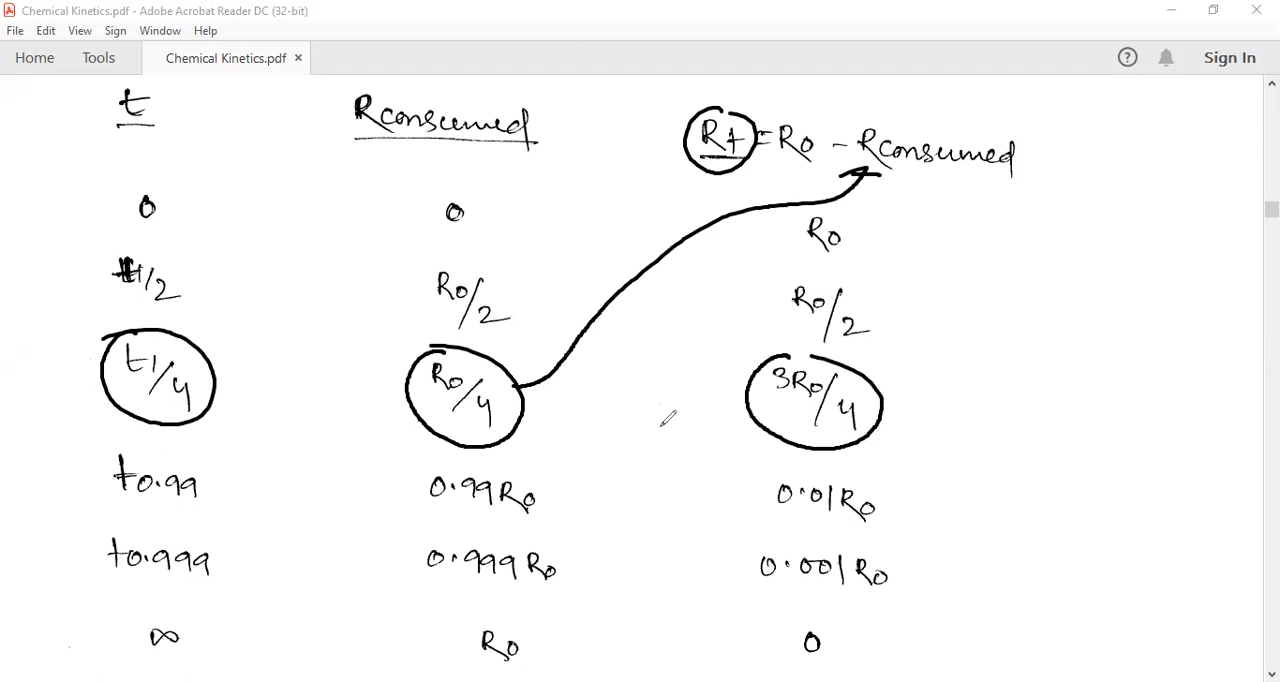 Chemical Kinetics.pdf - Adobe Acrobat Reader DC (32-bit)
File Edit View Sign Window Help
Home Tools Chemical Kinetics.pdf × Sign In
t Rconsumed Rt = R0 - Rconsumed
0 0 R0
t1/2 R0/2 R0/2
t1/4 R0/4 3R0/4
t0.99 0.99R0 0.01R0
t0.999 0.999R0 0.001R0
∞ R0 0